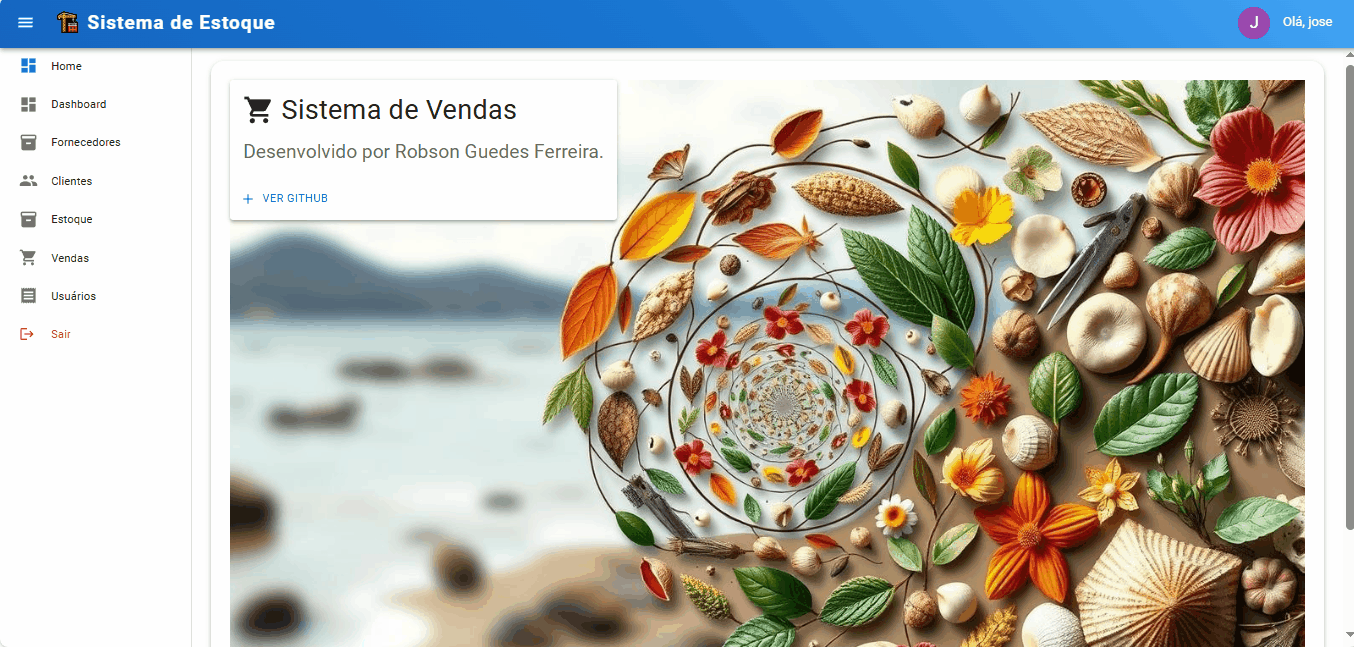 Sistema de Estoque
J
Olá, jose
Home
Dashboard
Fornecedores
Clientes
Estoque
Vendas
Usuários
Sair
Sistema de Vendas
Desenvolvido por Robson Guedes Ferreira.
VER GITHUB